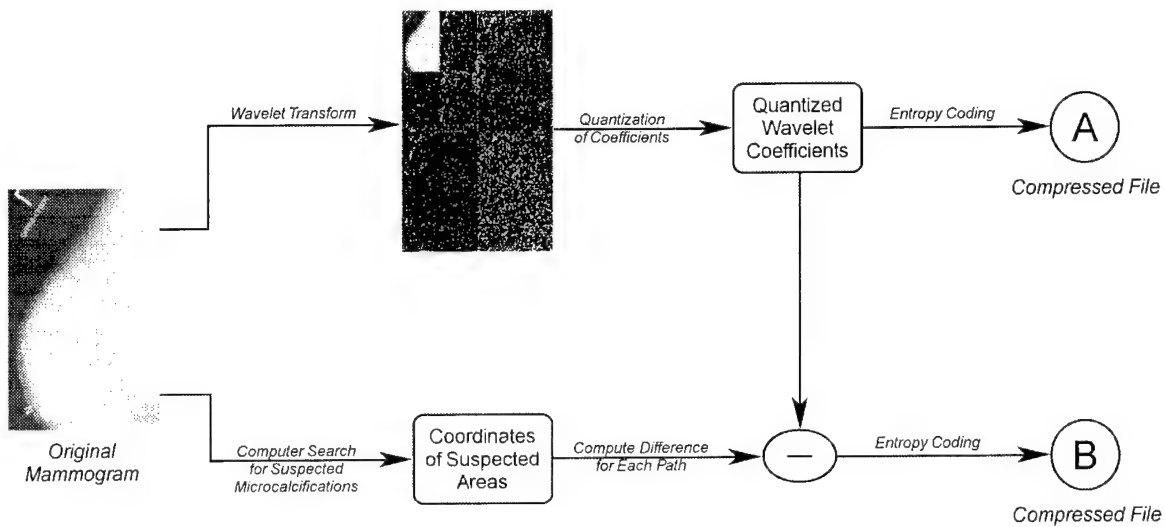 Wavelet Transform
Quantization
of Coefficients
Quantized
Wavelet
Coefficients
Entropy Coding
A
Compressed File
Original
Mammogram
Computer Search
for Suspected
Microcalcifications
Coordinates
of Suspected
Areas
Compute Difference
for Each Path
−
Entropy Coding
B
Compressed File